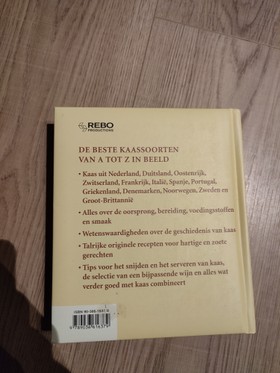 REBO
PRODUCTIONS
DE BESTE KAASSOORTEN
VAN A TOT Z IN BEELD
• Kaas uit Nederland, Duitsland, Oostenrijk,
Zwitserland, Frankrijk, Italië, Spanje, Portugal,
Griekenland, Denemarken, Noorwegen, Zweden en
Groot-Brittannië
• Alles over de oorsprong, bereiding, voedingsstoffen
en smaak
• Wetenswaardigheden over de geschiedenis van kaas
• Talrijke originele recepten voor hartige en zoete
gerechten
• Tips voor het snijden en het serveren van kaas,
de selectie van een bijpassende wijn en alles wat
verder goed met kaas combineert